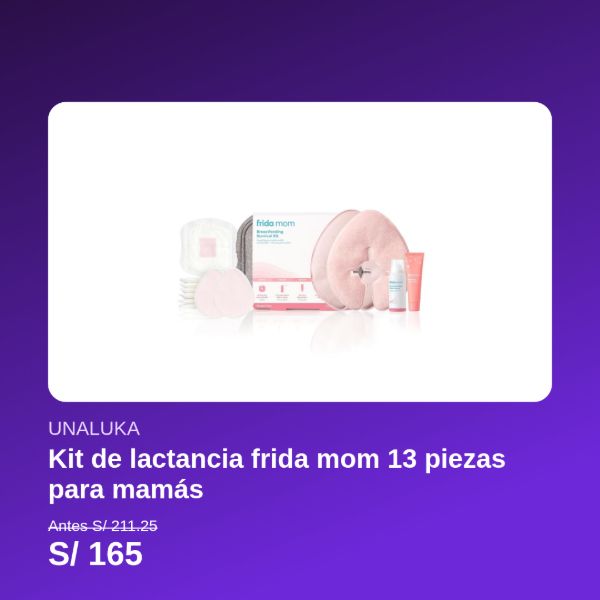 frida mom
Breastfeeding
Survival Kit
UNALUKA
Kit de lactancia frida mom 13 piezas
para mamás
Antes S/ 211.25
S/ 165